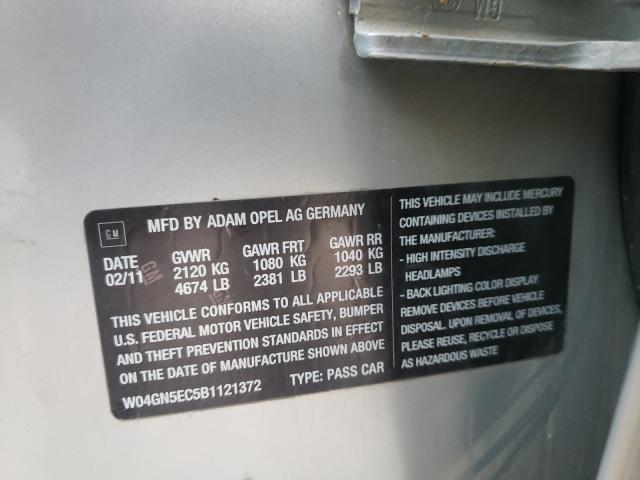 GM
GM
MFD BY ADAM OPEL AG GERMANY
DATE GVWR GAWR FRT GAWR RR
02/11 2120 KG 1080 KG 1040 KG
4674 LB 2381 LB 2293 LB
THIS VEHICLE CONFORMS TO ALL APPLICABLE
U.S. FEDERAL MOTOR VEHICLE SAFETY, BUMPER
AND THEFT PREVENTION STANDARDS IN EFFECT
ON THE DATE OF MANUFACTURE SHOWN ABOVE
W04GN5EC5B1121372 TYPE: PASS CAR
THIS VEHICLE MAY INCLUDE MERCURY
CONTAINING DEVICES INSTALLED BY
THE MANUFACTURER:
- HIGH INTENSITY DISCHARGE
HEADLAMPS
- BACK LIGHTING COLOR DISPLAY
REMOVE DEVICES BEFORE VEHICLE
DISPOSAL. UPON REMOVAL OF DEVICES,
PLEASE REUSE, RECYCLE OR DISPOSE
AS HAZARDOUS WASTE